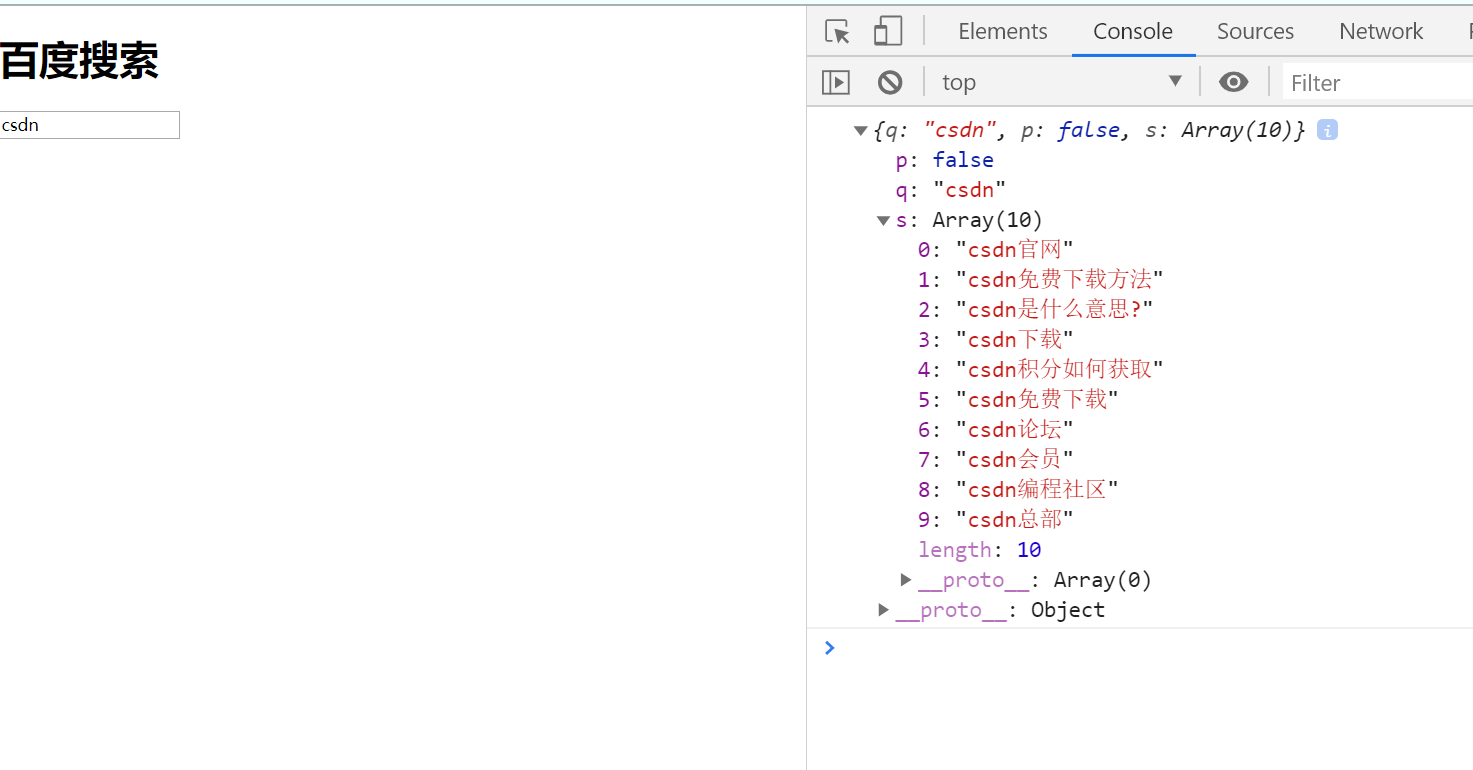 百度搜索
csdn
Elements Console Sources Network
top Filter
{q: "csdn", p: false, s: Array(10)} i
p: false
q: "csdn"
s: Array(10)
0: "csdn官网"
1: "csdn免费下载方法"
2: "csdn是什么意思?"
3: "csdn下载"
4: "csdn积分如何获取"
5: "csdn免费下载"
6: "csdn论坛"
7: "csdn会员"
8: "csdn编程社区"
9: "csdn总部"
length: 10
__proto__: Array(0)
__proto__: Object